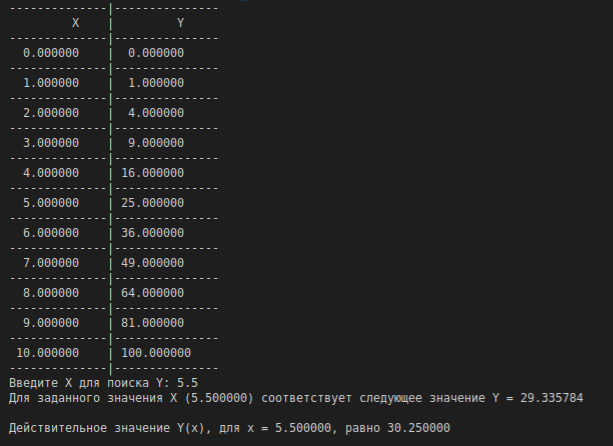 --------------|---------------
         X    |         Y
--------------|---------------
  0.000000    |  0.000000
--------------|---------------
  1.000000    |  1.000000
--------------|---------------
  2.000000    |  4.000000
--------------|---------------
  3.000000    |  9.000000
--------------|---------------
  4.000000    | 16.000000
--------------|---------------
  5.000000    | 25.000000
--------------|---------------
  6.000000    | 36.000000
--------------|---------------
  7.000000    | 49.000000
--------------|---------------
  8.000000    | 64.000000
--------------|---------------
  9.000000    | 81.000000
--------------|---------------
 10.000000    | 100.000000
--------------|---------------
Введите X для поиска Y: 5.5
Для заданного значения X (5.500000) соответствует следующее значение Y = 29.335784

Действительное значение Y(x), для x = 5.500000, равно 30.250000